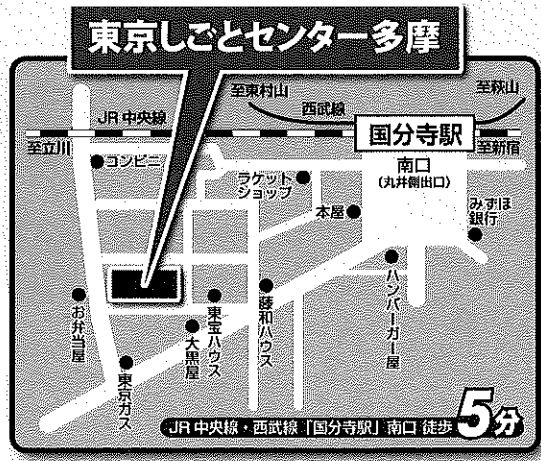 東京しごとセンター多摩
至東村山
至萩山
西武線
JR中央線
国分寺駅
至立川
至新宿
コンビニ
南口
(丸井側出口)
ラケット
ショップ
みずほ
銀行
本屋
お弁当屋
東京ガス
大黒屋
東宝ハウス
藤和ハウス
ハンバーガー屋
JR中央線・西武線「国分寺駅」南口 徒歩5分